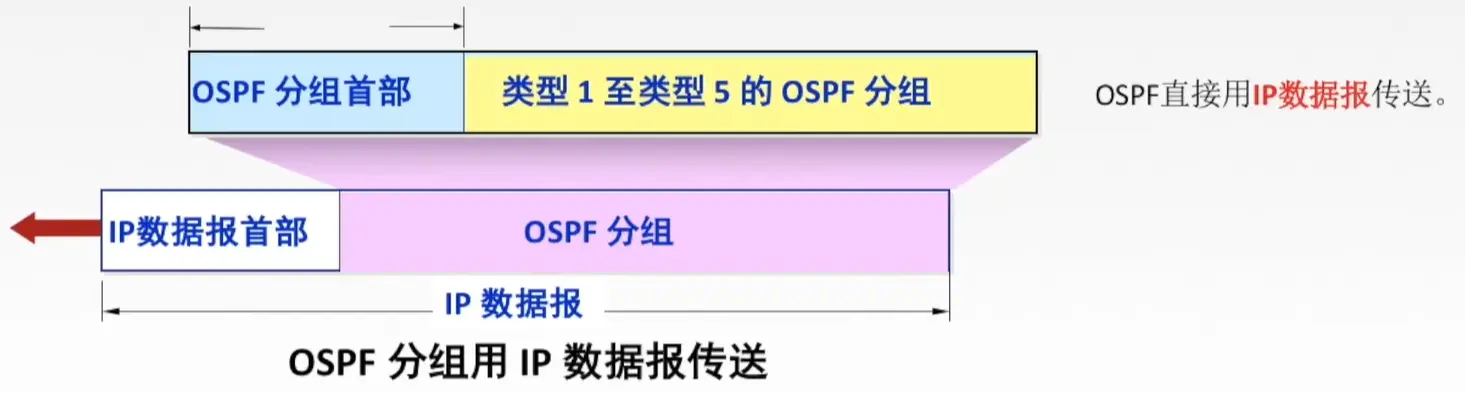 OSPF 分组首部
类型 1 至类型 5 的 OSPF 分组
OSPF直接用IP数据报传送。
IP数据报首部
OSPF 分组
IP 数据报
OSPF 分组用 IP 数据报传送